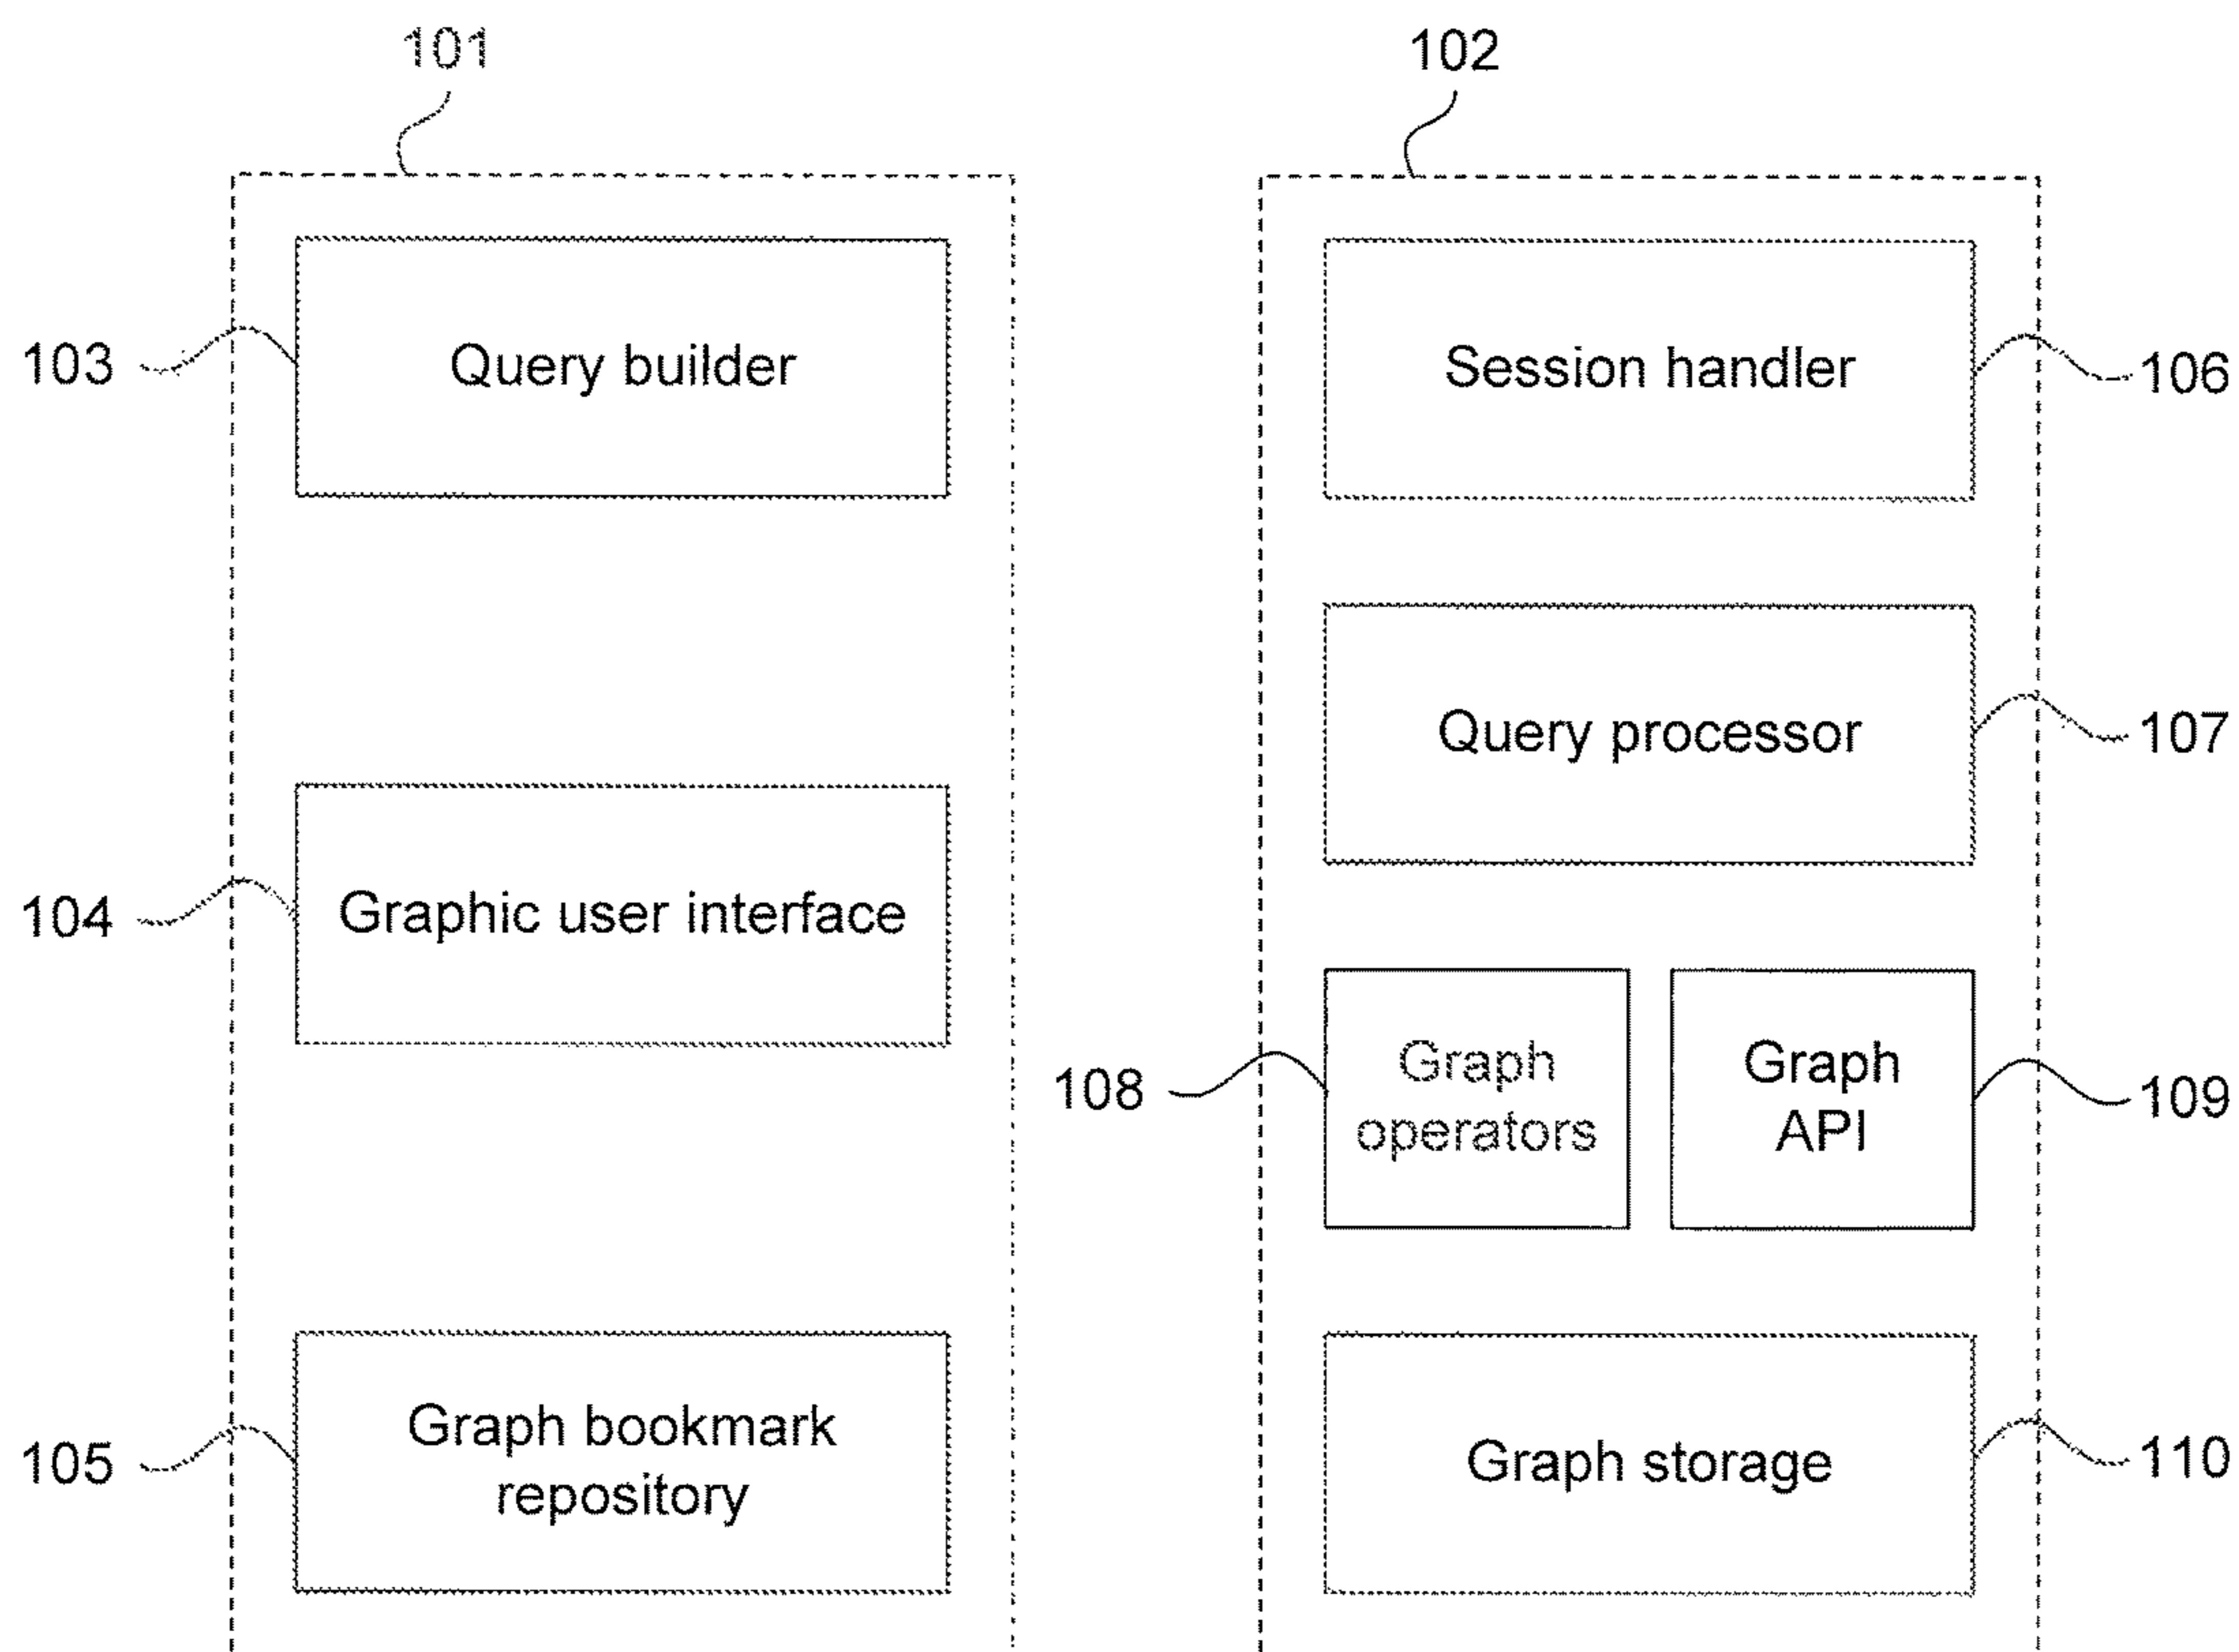 101
102
103
Query builder
Session handler
106
Query processor
107
104
Graphic user interface
108
Graph
operators
Graph
API
109
105
Graph bookmark
repository
Graph storage
110